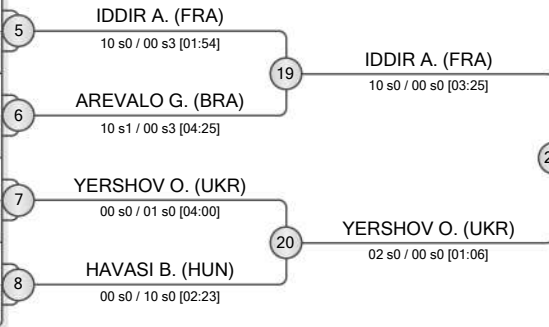 5
IDDIR A. (FRA)
10 s0 / 00 s3 [01:54]
19
IDDIR A. (FRA)
10 s0 / 00 s0 [03:25]
6
AREVALO G. (BRA)
10 s1 / 00 s3 [04:25]
7
YERSHOV O. (UKR)
00 s0 / 01 s0 [04:00]
20
YERSHOV O. (UKR)
02 s0 / 00 s0 [01:06]
8
HAVASI B. (HUN)
00 s0 / 10 s0 [02:23]